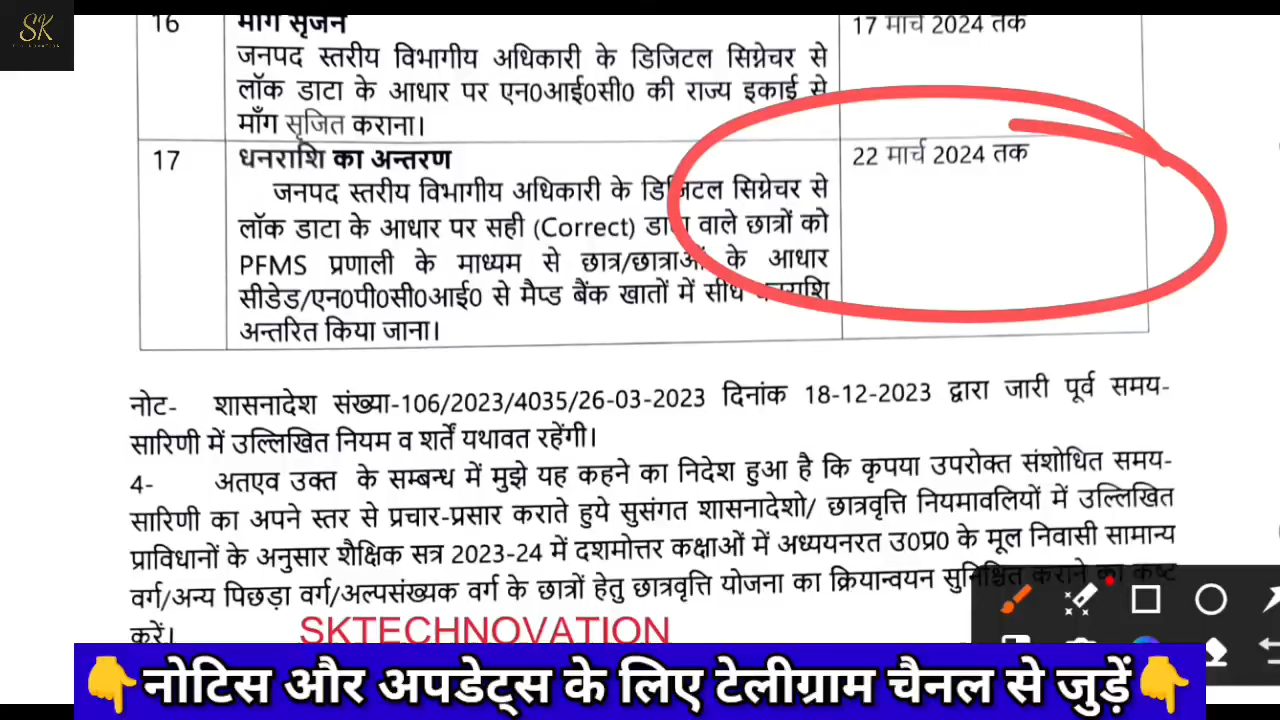 SK
16 माँग सृजन 17 मार्च 2024 तक
जनपद स्तरीय विभागीय अधिकारी के डिजिटल सिग्नेचर से
लॉक डाटा के आधार पर एन0आई0सी0 की राज्य इकाई से
माँग सृजित कराना।
17 धनराशि का अन्तरण 22 मार्च 2024 तक
जनपद स्तरीय विभागीय अधिकारी के डिजिटल सिग्नेचर से
लॉक डाटा के आधार पर सही (Correct) डाटा वाले छात्रों को
PFMS प्रणाली के माध्यम से छात्र/छात्राओं के आधार
सीडेड/एन0पी0सी0आई0 से मैप्ड बैंक खातों में सीधे धनराशि
अन्तरित किया जाना।
नोट- शासनादेश संख्या-106/2023/4035/26-03-2023 दिनांक 18-12-2023 द्वारा जारी पूर्व समय-
सारिणी में उल्लिखित नियम व शर्तें यथावत रहेंगी।
4- अतएव उक्त के सम्बन्ध में मुझे यह कहने का निदेश हुआ है कि कृपया उपरोक्त संशोधित समय-
सारिणी का अपने स्तर से प्रचार-प्रसार कराते हुये सुसंगत शासनादेशो/ छात्रवृत्ति नियमावलियों में उल्लिखित
प्राविधानों के अनुसार शैक्षिक सत्र 2023-24 में दशमोत्तर कक्षाओं में अध्ययनरत उ0प्र0 के मूल निवासी सामान्य
वर्ग/अन्य पिछड़ा वर्ग/अल्पसंख्यक वर्ग के छात्रों हेतु छात्रवृत्ति योजना का क्रियान्वयन सुनिश्चित कराने का कष्ट
करें।
SKTECHNOVATION
नोटिस और अपडेट्स के लिए टेलीग्राम चैनल से जुड़ें